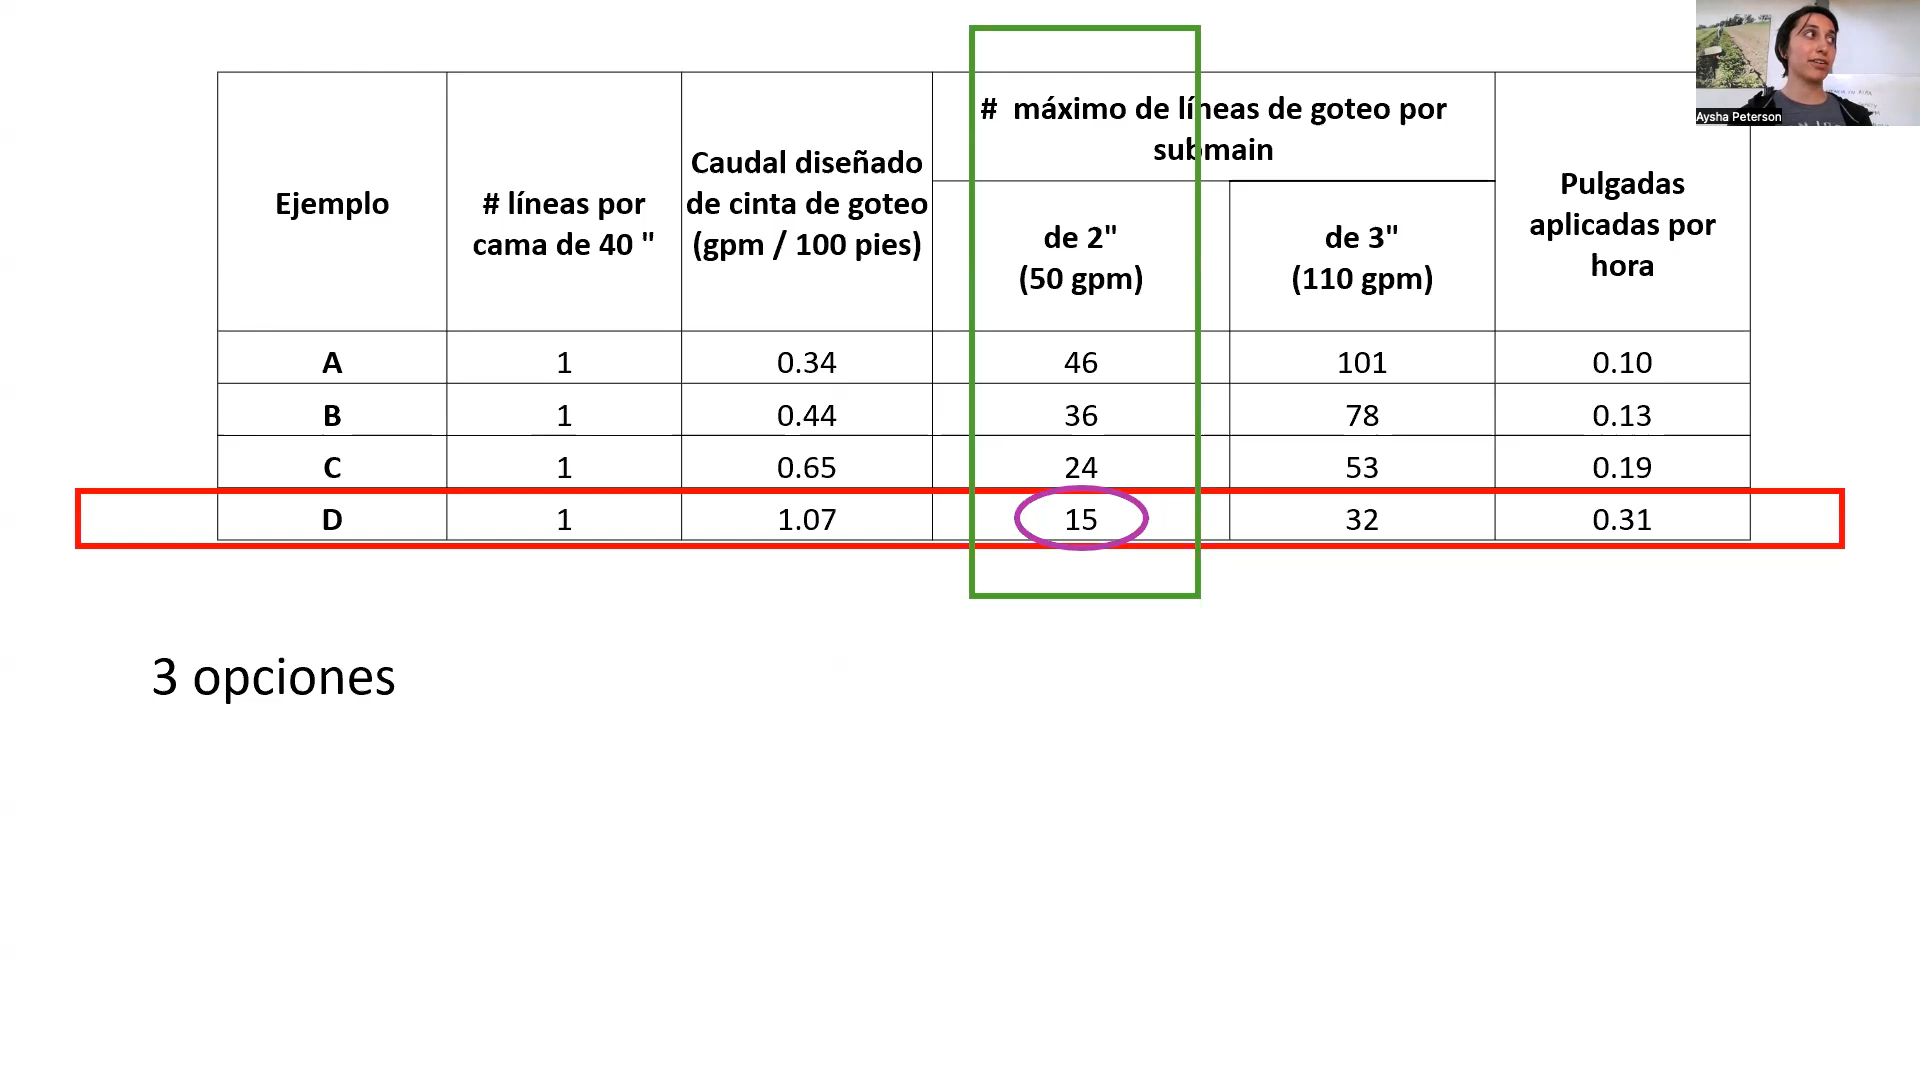 Ejemplo
# líneas por
cama de 40 "
Caudal diseñado
de cinta de goteo
(gpm / 100 pies)
# máximo de líneas de goteo por
submain
de 2"
(50 gpm)
de 3"
(110 gpm)
Pulgadas
aplicadas por
hora
A 1 0.34 46 101 0.10
B 1 0.44 36 78 0.13
C 1 0.65 24 53 0.19
D 1 1.07 15 32 0.31
3 opciones
Aysha Peterson